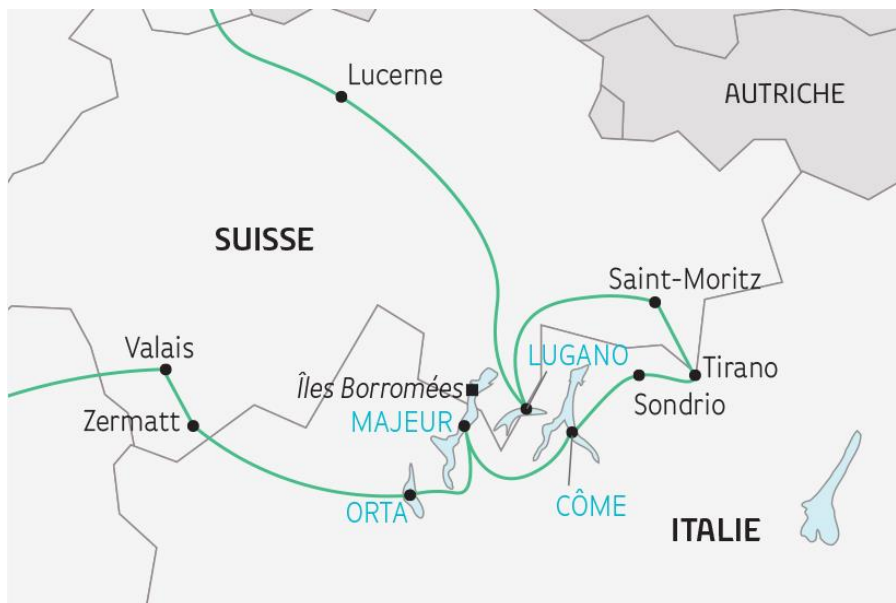 Lucerne
AUTRICHE
SUISSE
Saint-Moritz
Valais
LUGANO
Tirano
Îles Borromées
Sondrio
Zermatt
MAJEUR
ORTA
CÔME
ITALIE